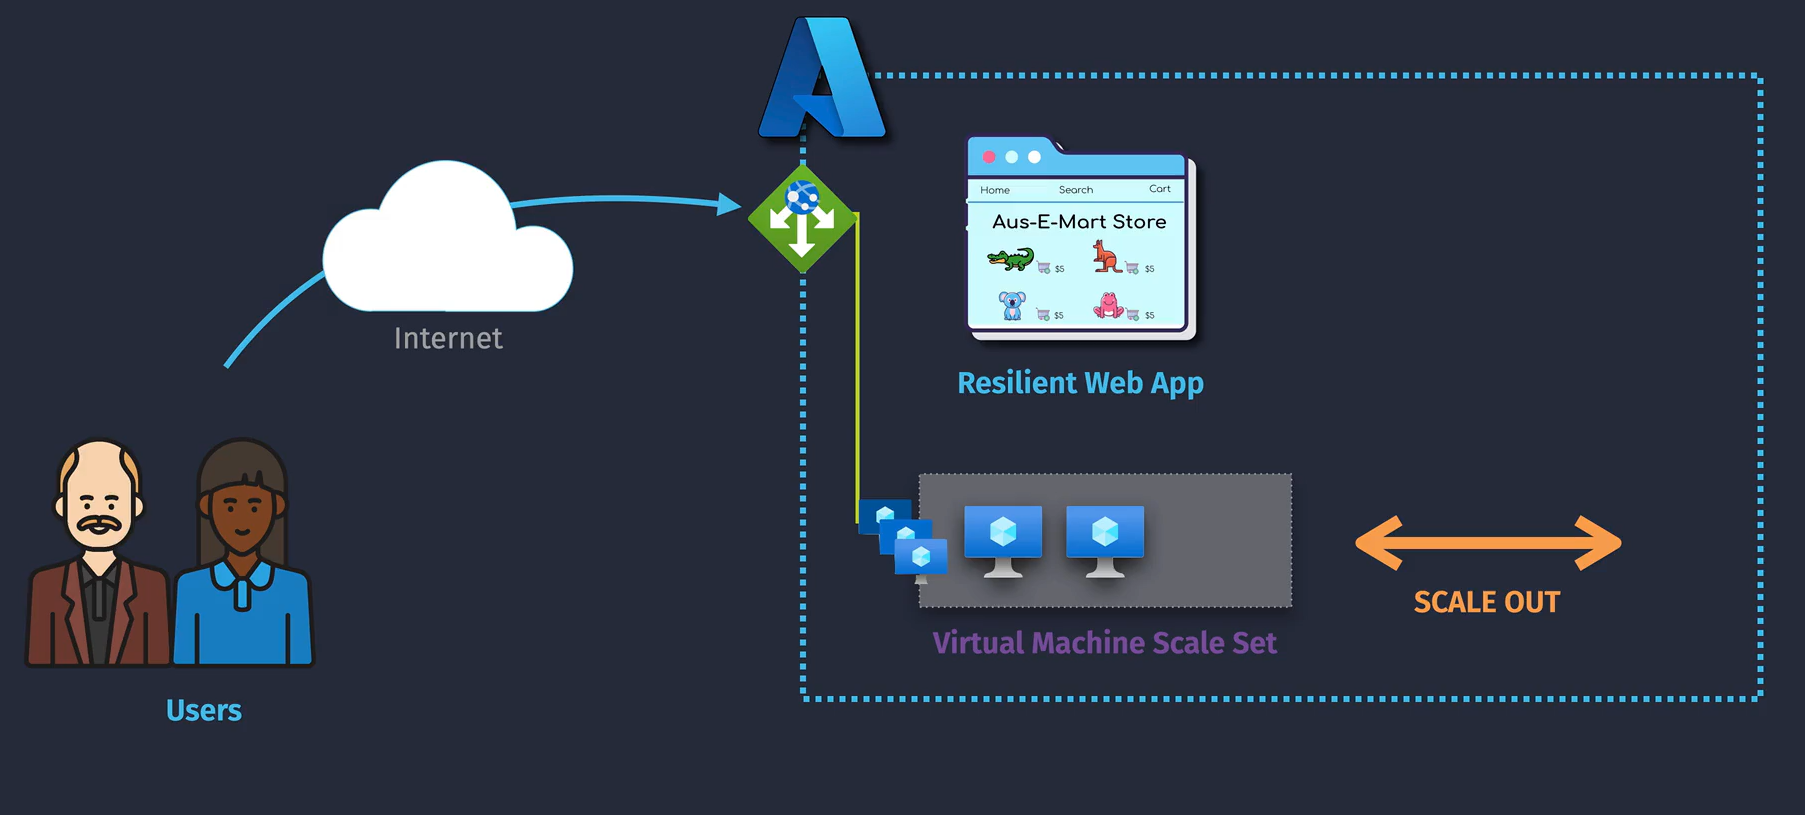 Internet
Users
Home Search Cart
Aus-E-Mart Store
$5 $5
$5 $5
Resilient Web App
Virtual Machine Scale Set
SCALE OUT